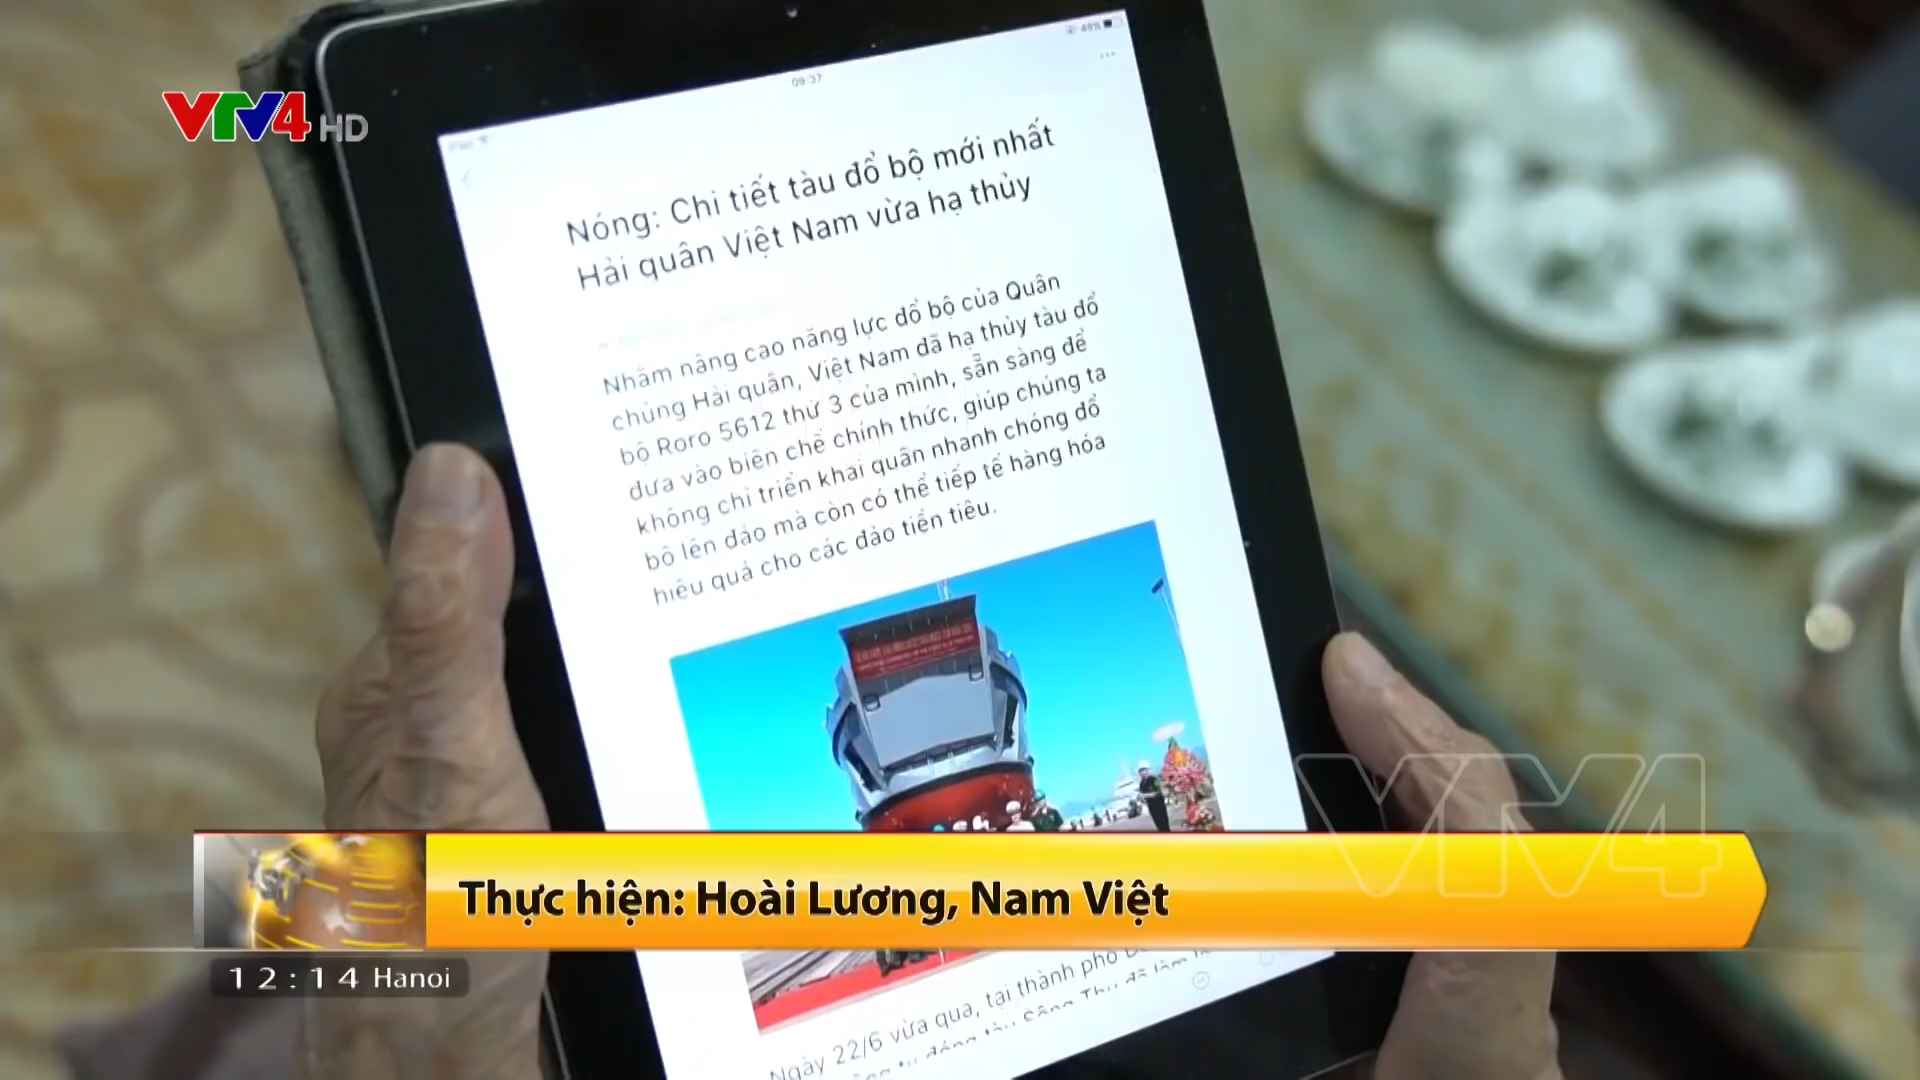 VTV4 HD
48%
09:37
Nóng: Chi tiết tàu đổ bộ mới nhất
Hải quân Việt Nam vừa hạ thủy
Nhằm nâng cao năng lực đổ bộ của Quân
chủng Hải quân, Việt Nam đã hạ thủy tàu đổ
bộ Roro 5612 thứ 3 của mình, sẵn sàng để
đưa vào biên chế chính thức, giúp chúng ta
không chỉ triển khai quân nhanh chóng đổ
bộ lên đảo mà còn có thể tiếp tế hàng hóa
hiệu quả cho các đảo tiền tiêu.
VTV4
Thực hiện: Hoài Lương, Nam Việt
12:14 Hanoi
Ngày 22/6 vừa qua, tại thành phố